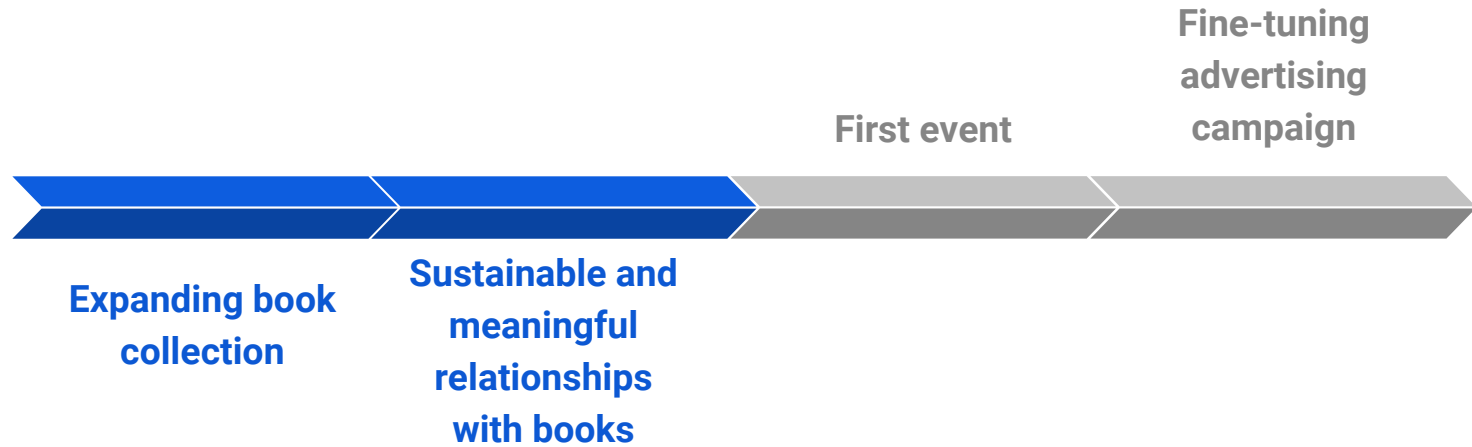 Expanding book
collection
Sustainable and
meaningful
relationships
with books
First event
Fine-tuning
advertising
campaign